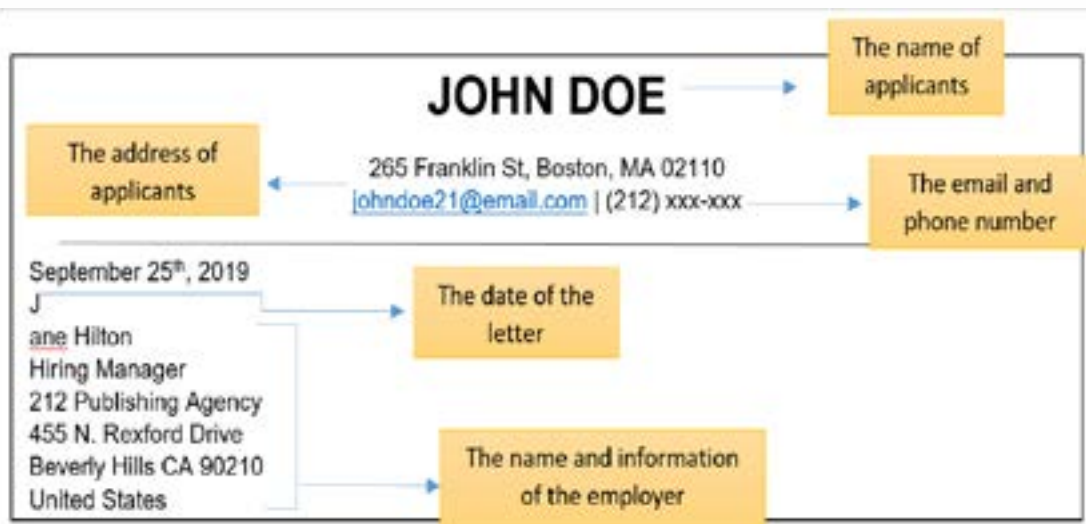 The name of
applicants
JOHN DOE
The address of
applicants
265 Franklin St, Boston, MA 02110
johndoe21@email.com | (212) xxx-xxx
The email and
phone number
September 25th, 2019
J
ane Hilton
Hiring Manager
212 Publishing Agency
455 N. Rexford Drive
Beverly Hills CA 90210
United States
The date of the
letter
The name and information
of the employer